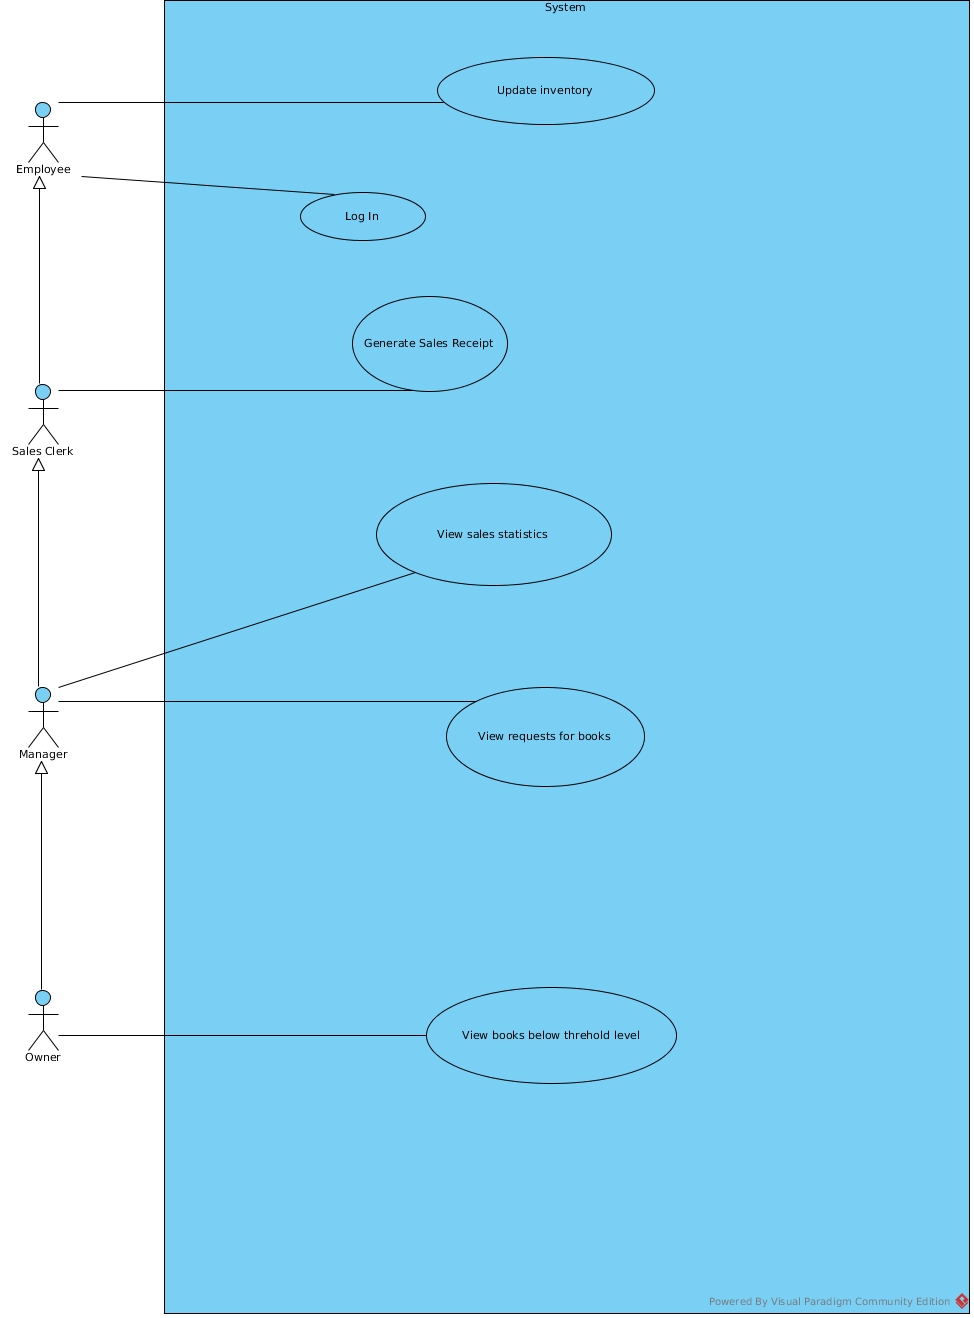 System
Update inventory
Employee
Log In
Generate Sales Receipt
Sales Clerk
View sales statistics
View requests for books
Manager
View books below threhold level
Owner
Powered By Visual Paradigm Community Edition